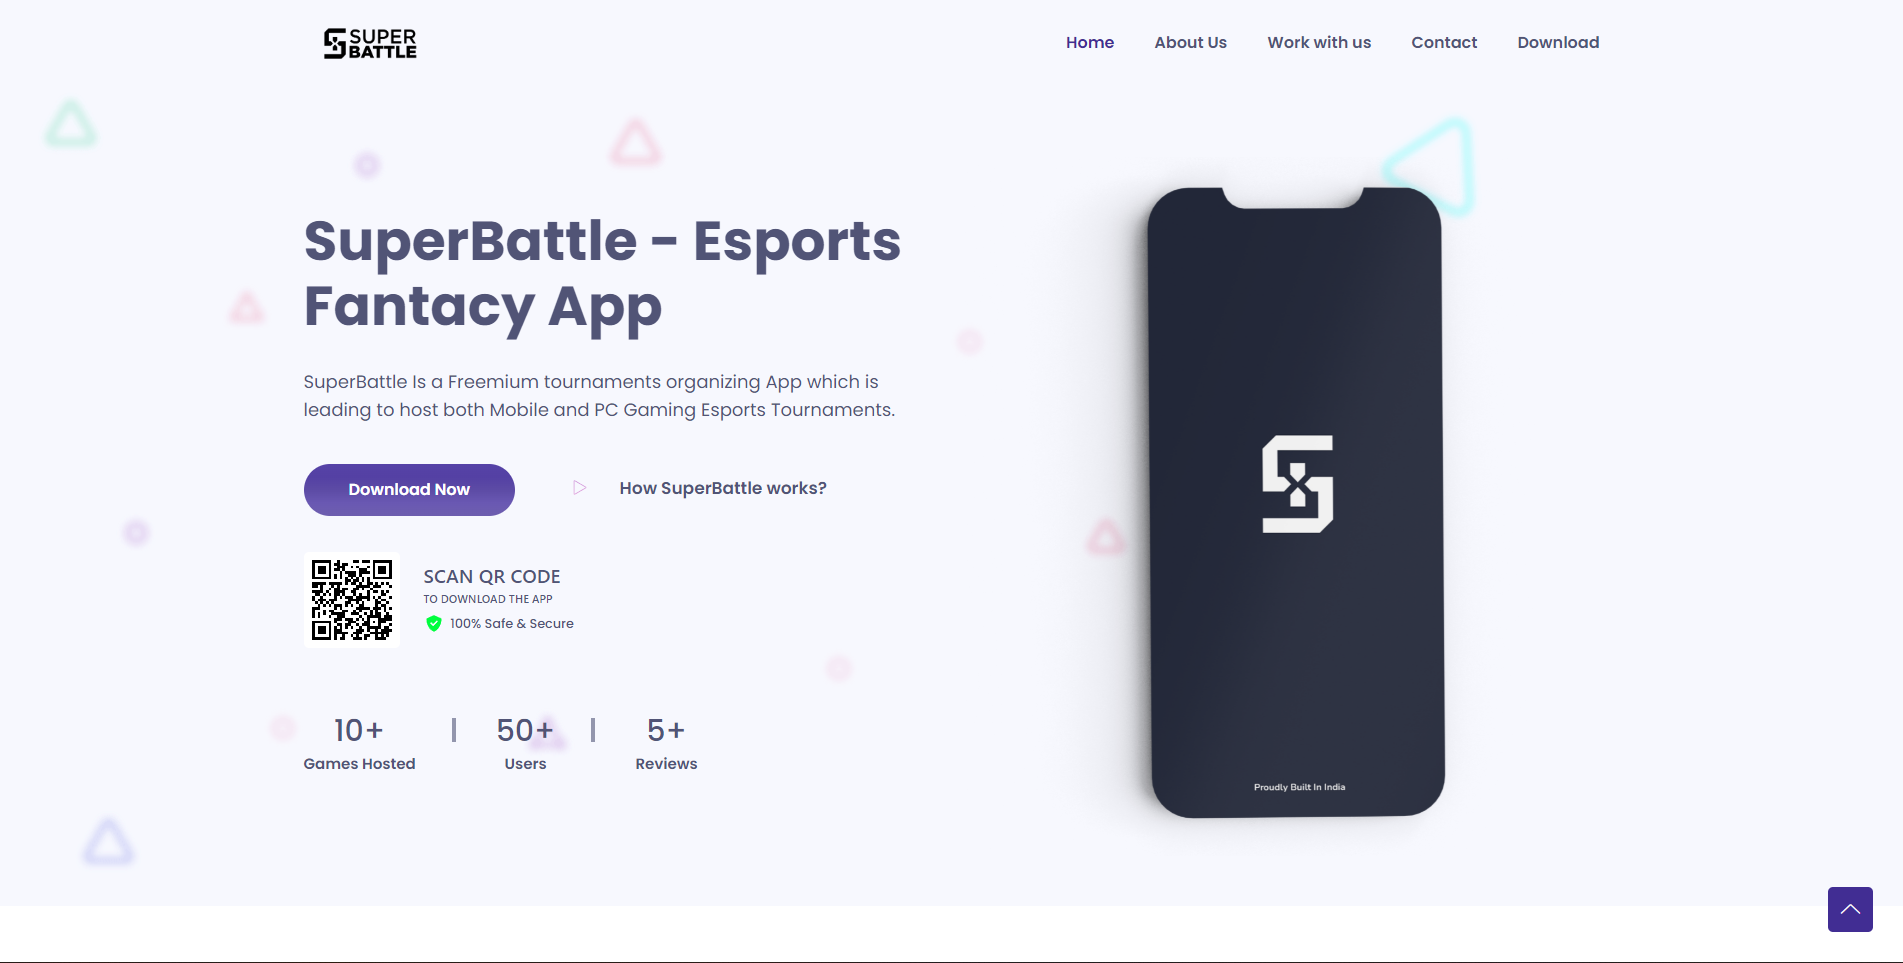 SUPER
BATTLE
Home
About Us
Work with us
Contact
Download
SuperBattle - Esports
Fantacy App
SuperBattle Is a Freemium tournaments organizing App which is
leading to host both Mobile and PC Gaming Esports Tournaments.
Download Now
How SuperBattle works?
SCAN QR CODE
TO DOWNLOAD THE APP
100% Safe & Secure
10+
Games Hosted
50+
Users
5+
Reviews
Proudly Built In India